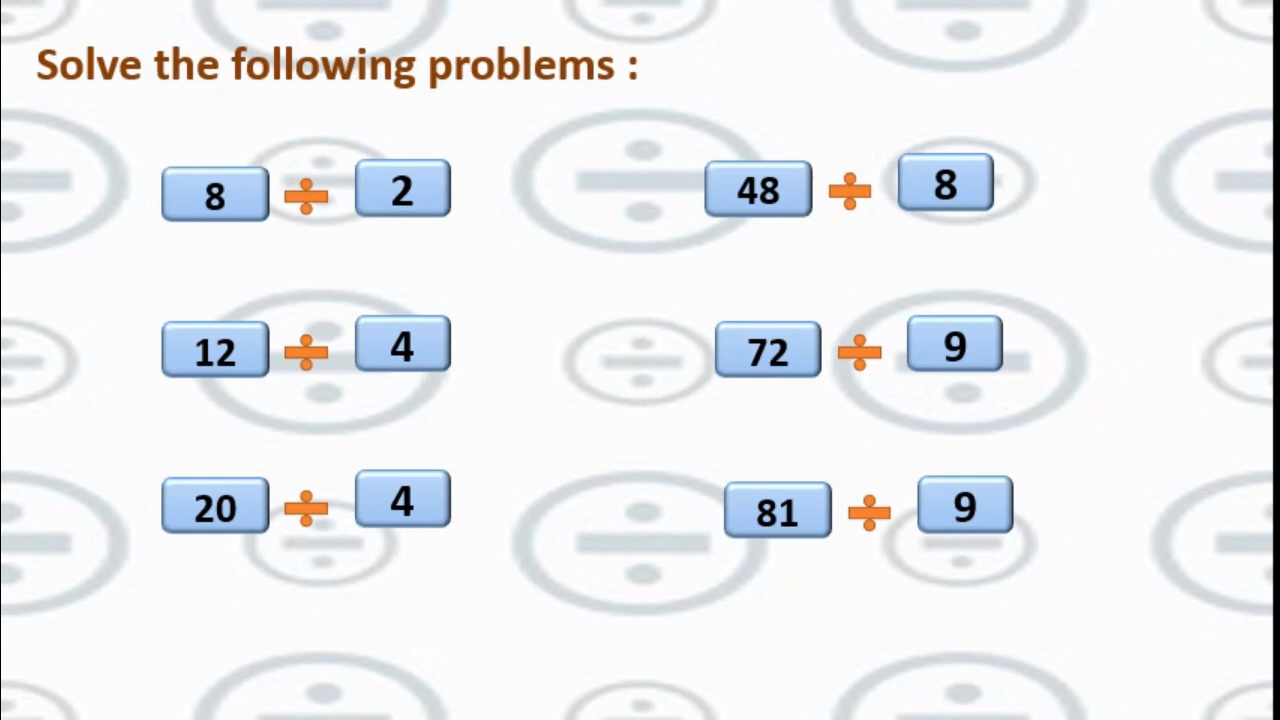 Solve the following problems :
8 ÷ 2
48 ÷ 8
12 ÷ 4
72 ÷ 9
20 ÷ 4
81 ÷ 9